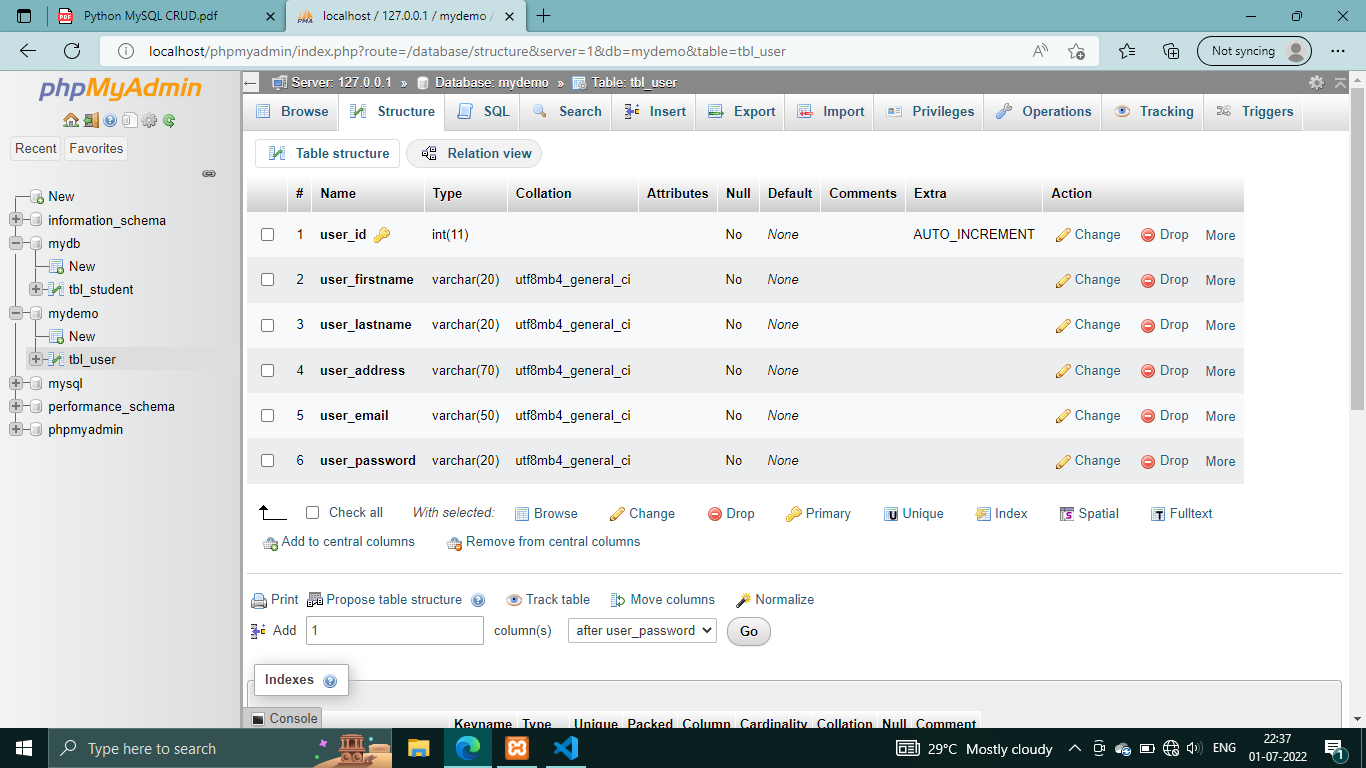 Python MySQL CRUD.pdf
localhost / 127.0.0.1 / mydemo /
localhost/phpmyadmin/index.php?route=/database/structure&server=1&db=mydemo&table=tbl_user
Not syncing
phpMyAdmin
Recent Favorites
New
information_schema
mydb
New
tbl_student
mydemo
New
tbl_user
mysql
performance_schema
phpmyadmin
Server: 127.0.0.1 » Database: mydemo » Table: tbl_user
Browse Structure SQL Search Insert Export Import Privileges Operations Tracking Triggers
Table structure Relation view
# Name Type Collation Attributes Null Default Comments Extra Action
1 user_id int(11) No None AUTO_INCREMENT Change Drop More
2 user_firstname varchar(20) utf8mb4_general_ci No None Change Drop More
3 user_lastname varchar(20) utf8mb4_general_ci No None Change Drop More
4 user_address varchar(70) utf8mb4_general_ci No None Change Drop More
5 user_email varchar(50) utf8mb4_general_ci No None Change Drop More
6 user_password varchar(20) utf8mb4_general_ci No None Change Drop More
Check all With selected: Browse Change Drop Primary Unique Index Spatial Fulltext
Add to central columns Remove from central columns
Print Propose table structure Track table Move columns Normalize
Add 1 column(s) after user_password Go
Indexes
Console
Keyname Type Unique Packed Column Cardinality Collation Null Comment
Type here to search
29°C Mostly cloudy
ENG
22:37
01-07-2022
1